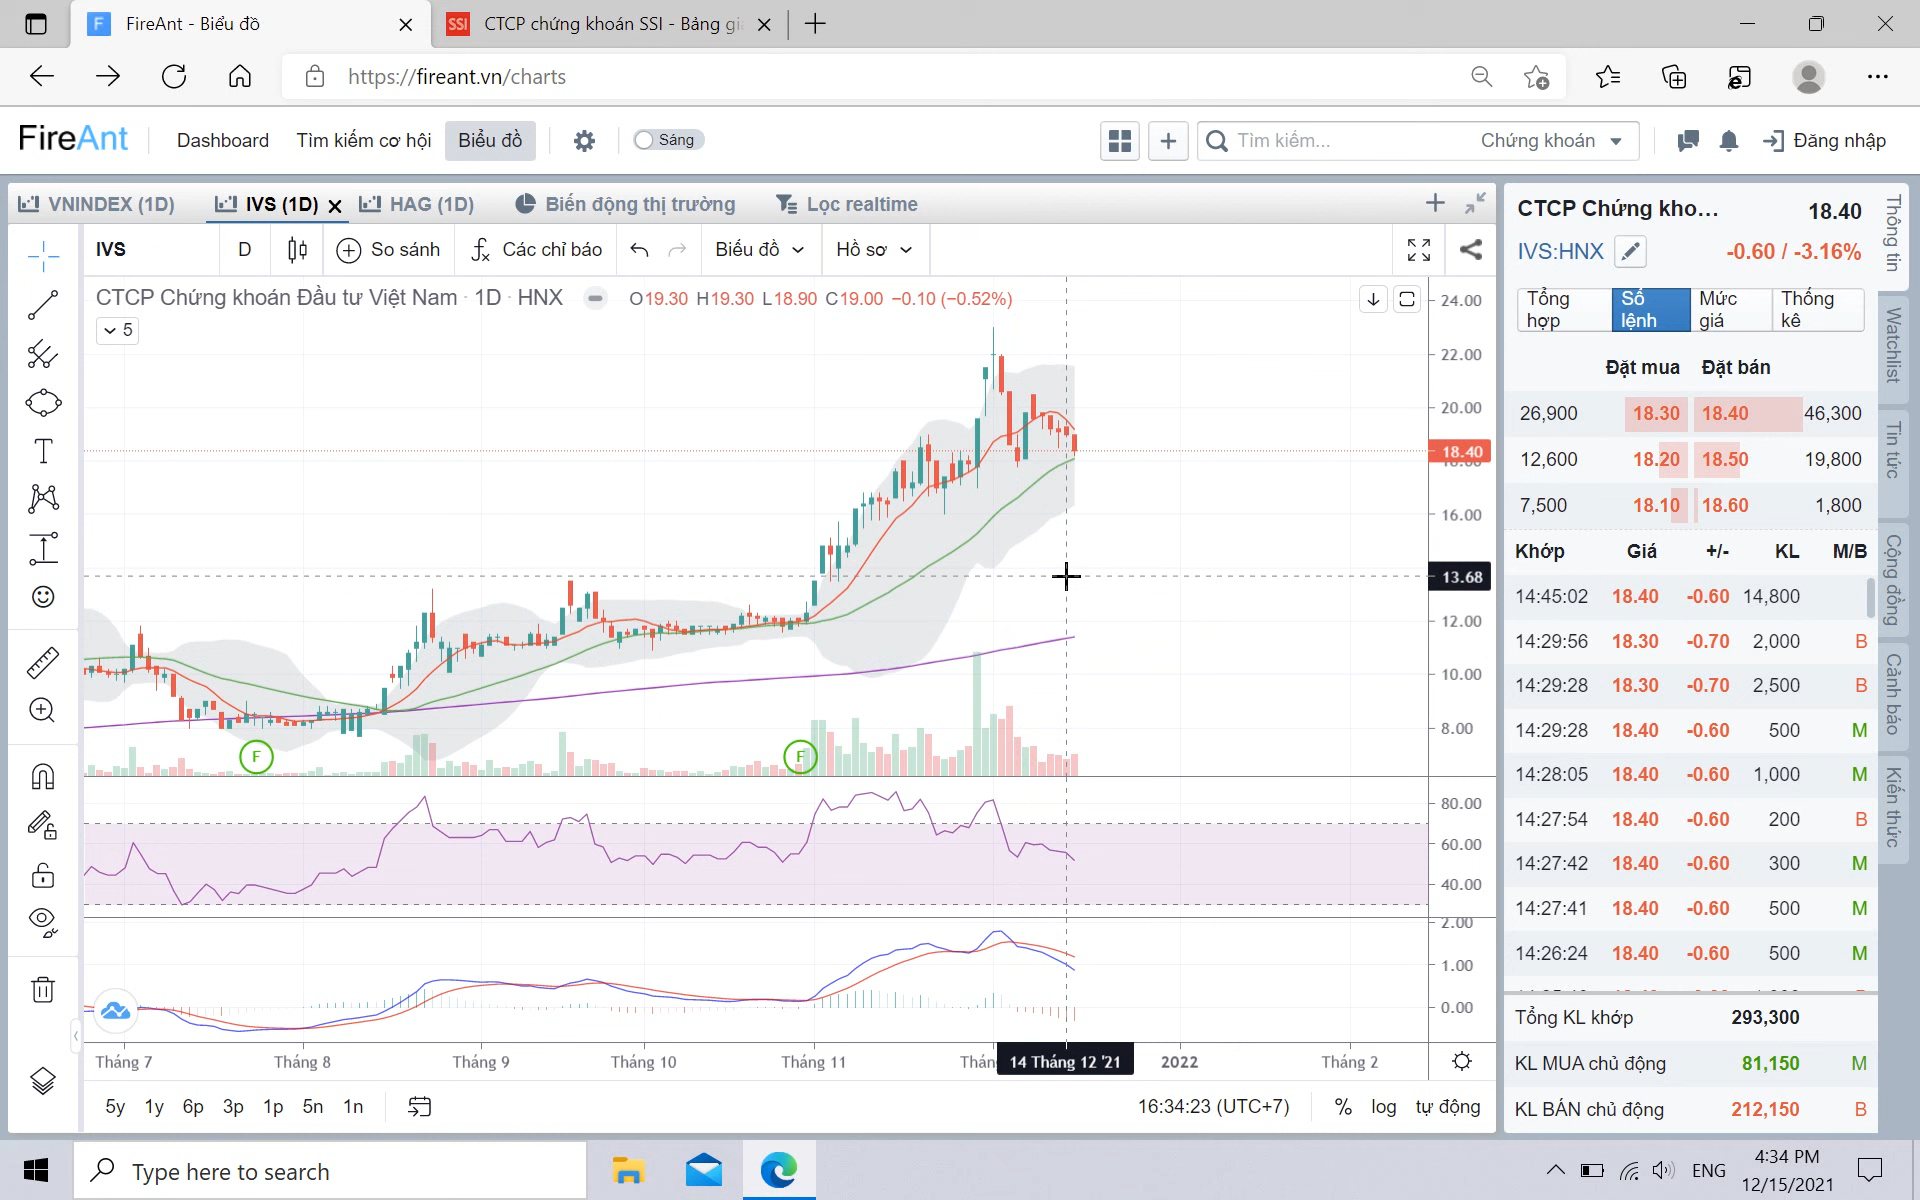 FireAnt - Biểu đồ
CTCP chứng khoán SSI - Bảng gi
https://fireant.vn/charts
FireAnt Dashboard Tìm kiếm cơ hội Biểu đồ Sáng Tìm kiếm... Chứng khoán Đăng nhập
VNINDEX (1D) IVS (1D) HAG (1D) Biến động thị trường Lọc realtime
IVS D So sánh Các chỉ báo Biểu đồ Hồ sơ
CTCP Chứng khoán Đầu tư Việt Nam · 1D · HNX O19.30 H19.30 L18.90 C19.00 −0.10 (−0.52%)
5
24.00
22.00
20.00
18.40
16.00
13.68
12.00
10.00
8.00
F F
80.00
60.00
40.00
2.00
1.00
0.00
Tháng 7 Tháng 8 Tháng 9 Tháng 10 Tháng 11 14 Tháng 12 '21 2022 Tháng 2
5y 1y 6p 3p 1p 5n 1n 16:34:23 (UTC+7) % log tự động
CTCP Chứng kho... 18.40
IVS:HNX -0.60 / -3.16%
Tổng hợp
Sổ lệnh
Mức giá
Thống kê
Đặt mua Đặt bán
26,900 18.30 18.40 46,300
12,600 18.20 18.50 19,800
7,500 18.10 18.60 1,800
Khớp Giá +/- KL M/B
14:45:02 18.40 -0.60 14,800
14:29:56 18.30 -0.70 2,000 B
14:29:28 18.30 -0.70 2,500 B
14:29:28 18.40 -0.60 500 M
14:28:05 18.40 -0.60 1,000 M
14:27:54 18.40 -0.60 200 B
14:27:42 18.40 -0.60 300 M
14:27:41 18.40 -0.60 500 M
14:26:24 18.40 -0.60 500 M
Tổng KL khớp 293,300
KL MUA chủ động 81,150 M
KL BÁN chủ động 212,150 B
Thông tin
Watchlist
Tin tức
Cộng đồng
Cảnh báo
Kiến thức
Type here to search
ENG
4:34 PM
12/15/2021